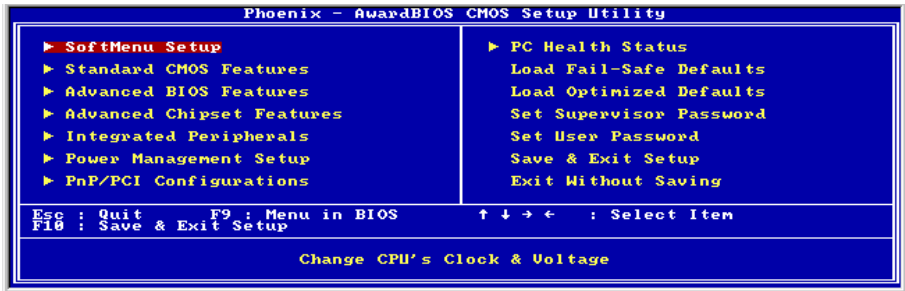 Phoenix - AwardBIOS CMOS Setup Utility
► SoftMenu Setup
► Standard CMOS Features
► Advanced BIOS Features
► Advanced Chipset Features
► Integrated Peripherals
► Power Management Setup
► PnP/PCI Configurations
► PC Health Status
Load Fail-Safe Defaults
Load Optimized Defaults
Set Supervisor Password
Set User Password
Save & Exit Setup
Exit Without Saving
Esc : Quit F9 : Menu in BIOS ↑ ↓ → ← : Select Item
F10 : Save & Exit Setup
Change CPU's Clock & Voltage